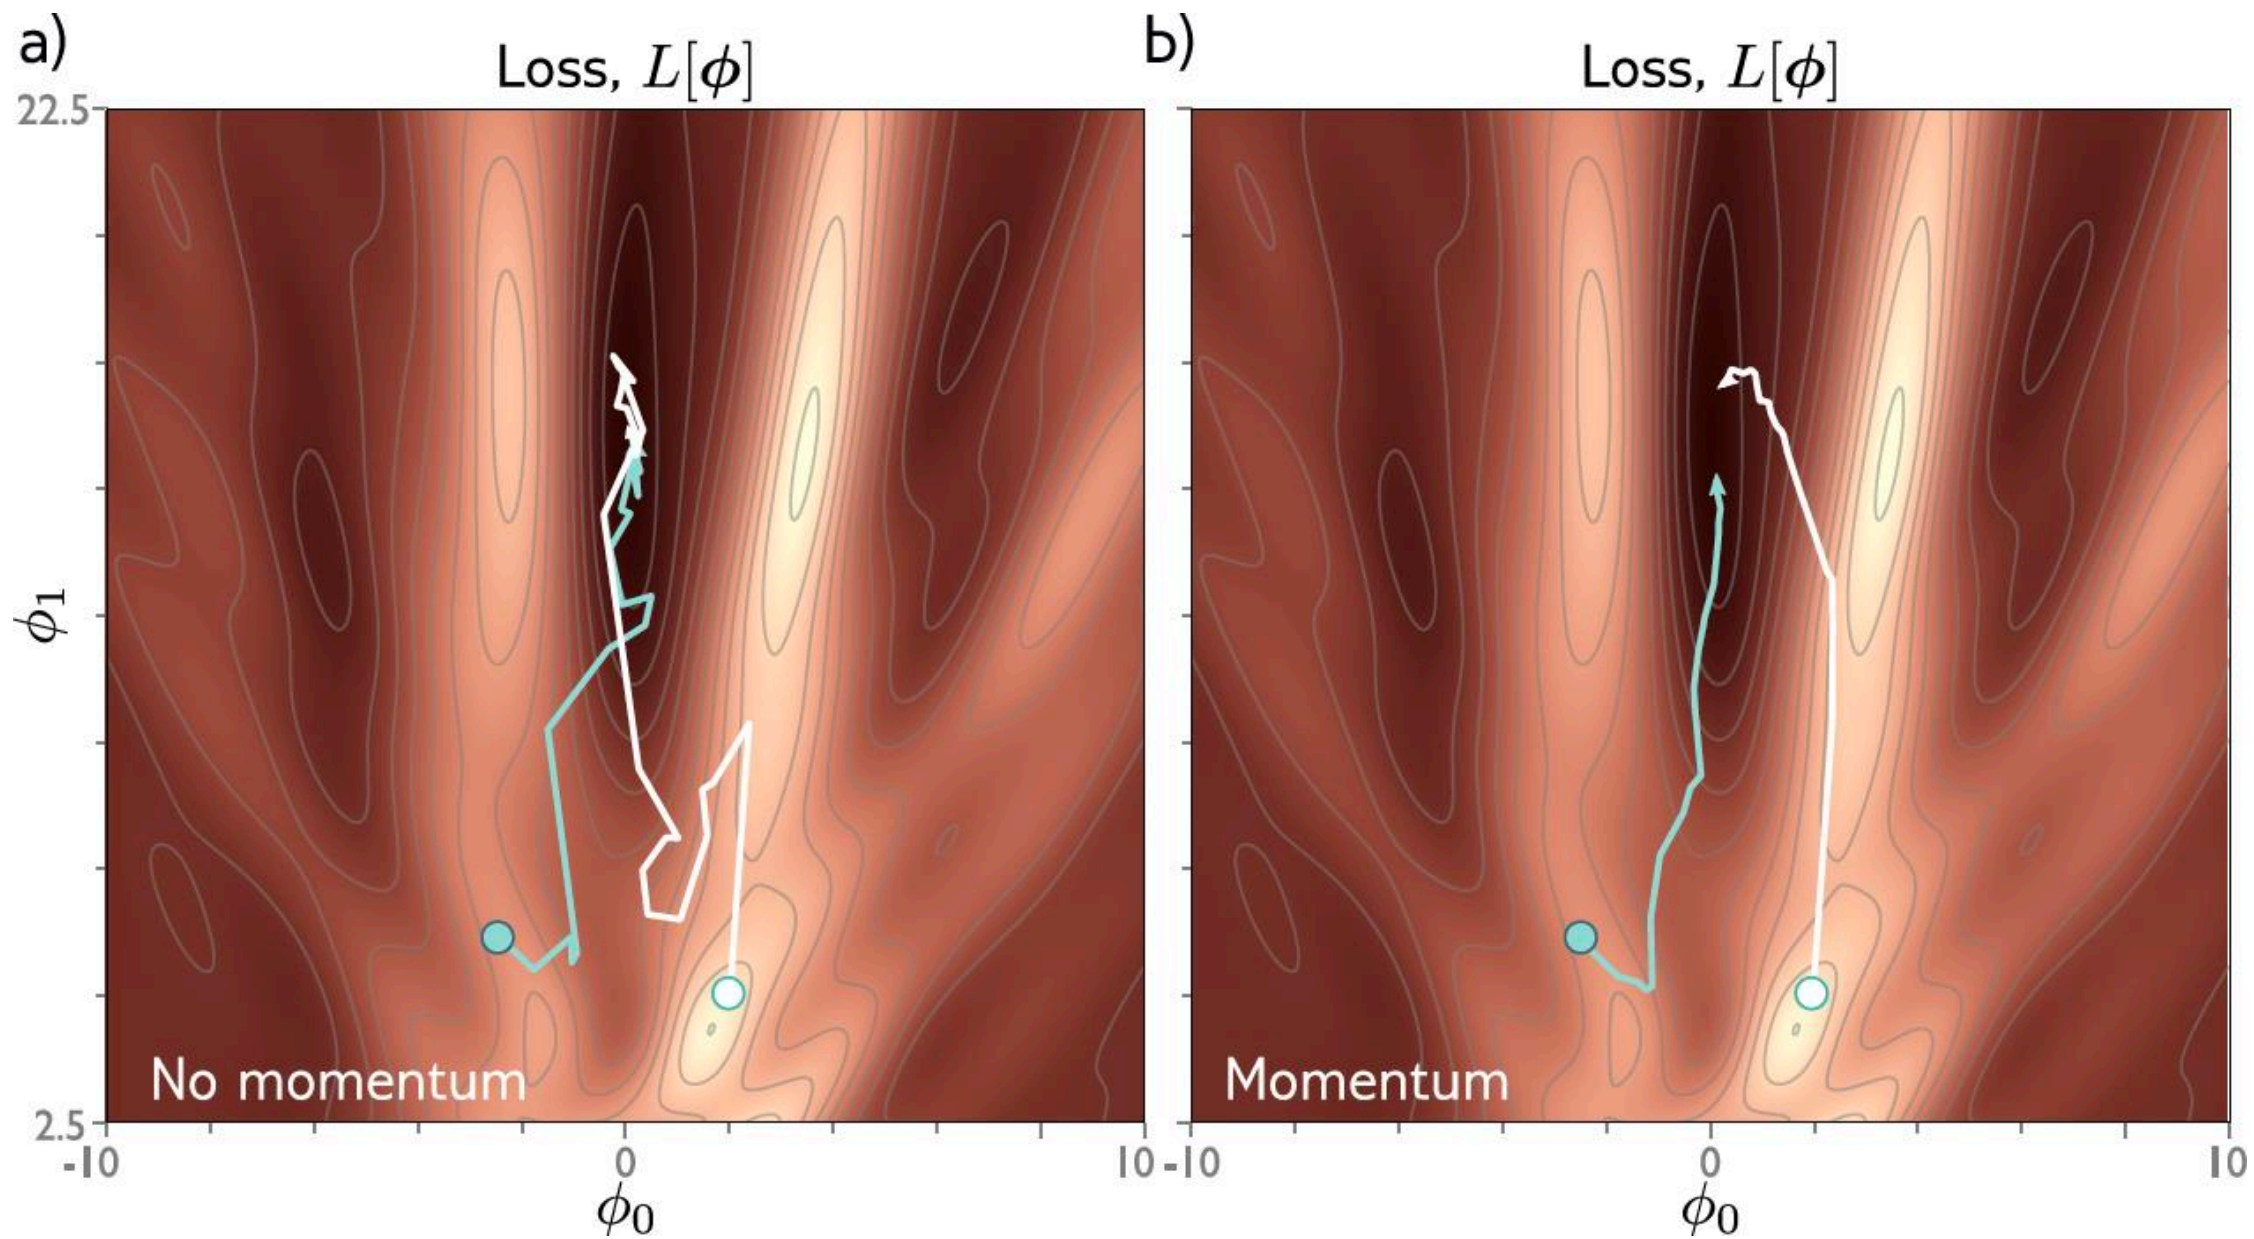 a)
Loss, L[ϕ]
22.5
ϕ₁
No momentum
2.5
-10 0 10
ϕ₀
b)
Loss, L[ϕ]
Momentum
-10 0 10
ϕ₀